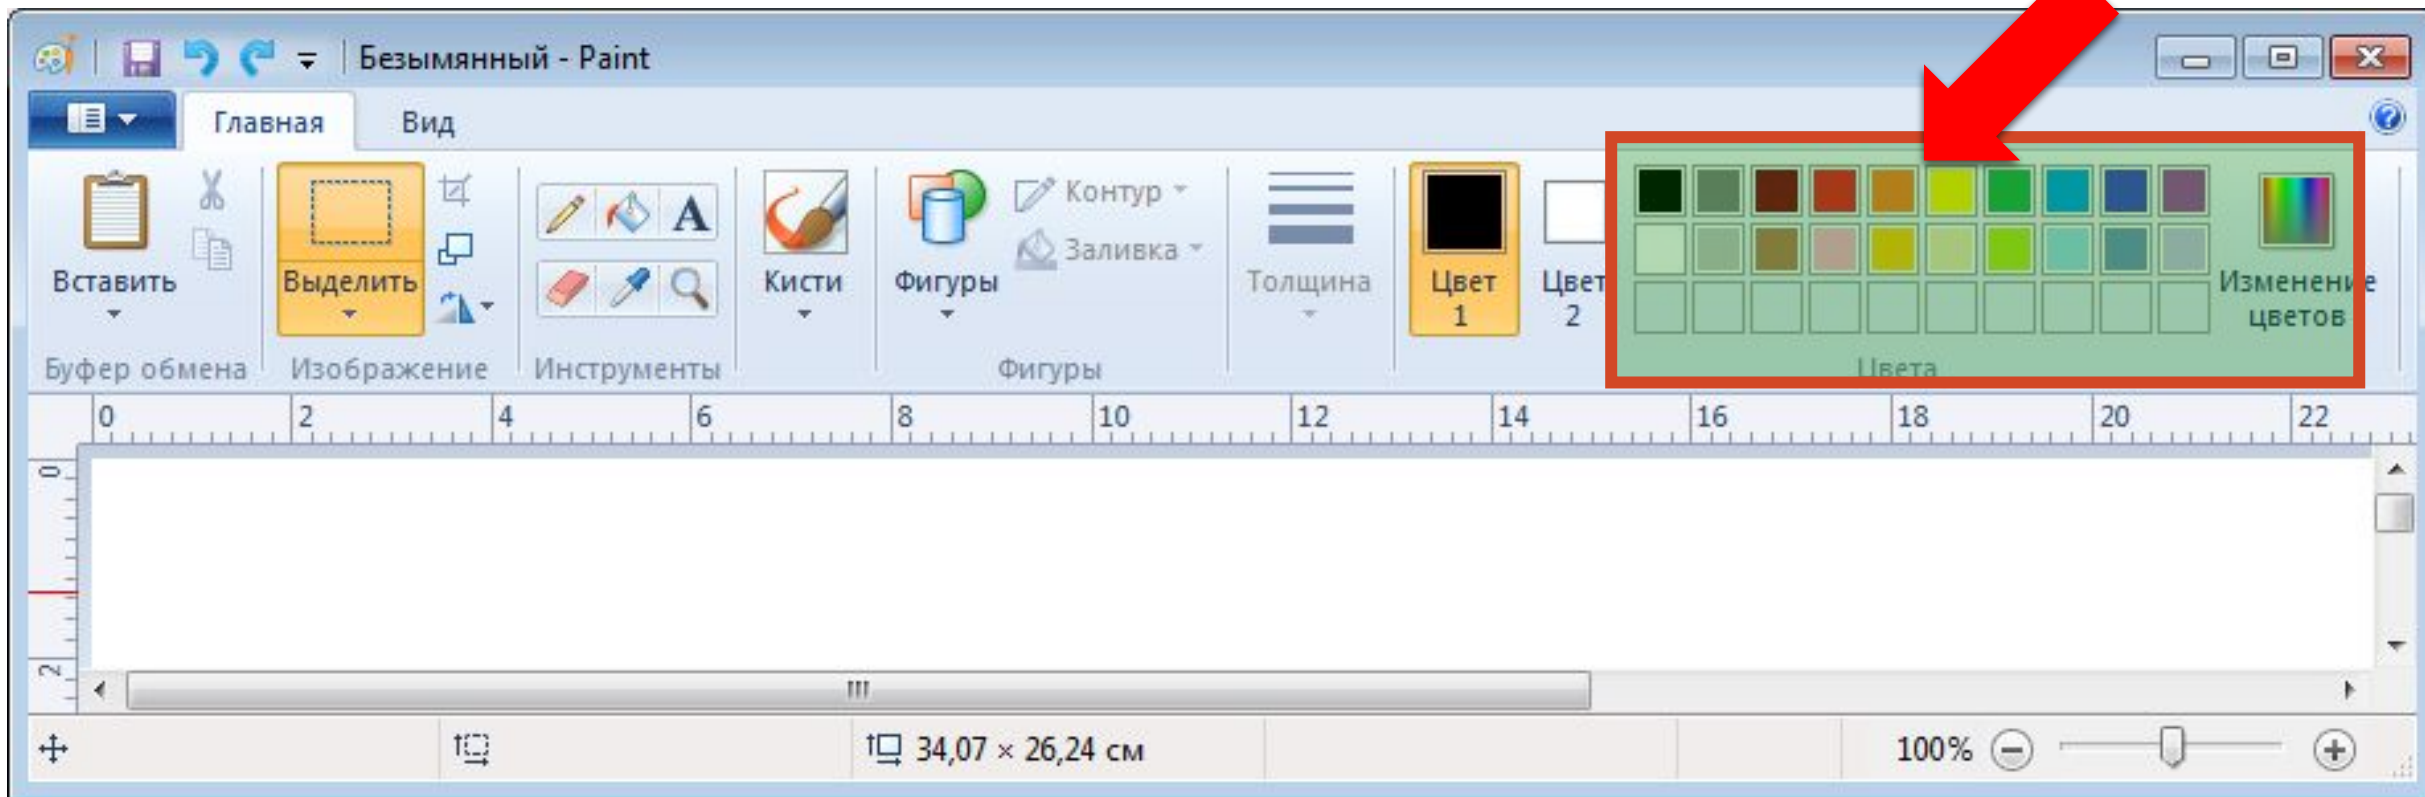 Безымянный - Paint
Главная Вид
Вставить
Выделить
Кисти
Фигуры
Контур
Заливка
Толщина
Цвет
1
Цвет
2
Изменение
цветов
Буфер обмена
Изображение
Инструменты
Фигуры
Цвета
0 2 4 6 8 10 12 14 16 18 20 22
0
2
34,07 × 26,24 см
100%